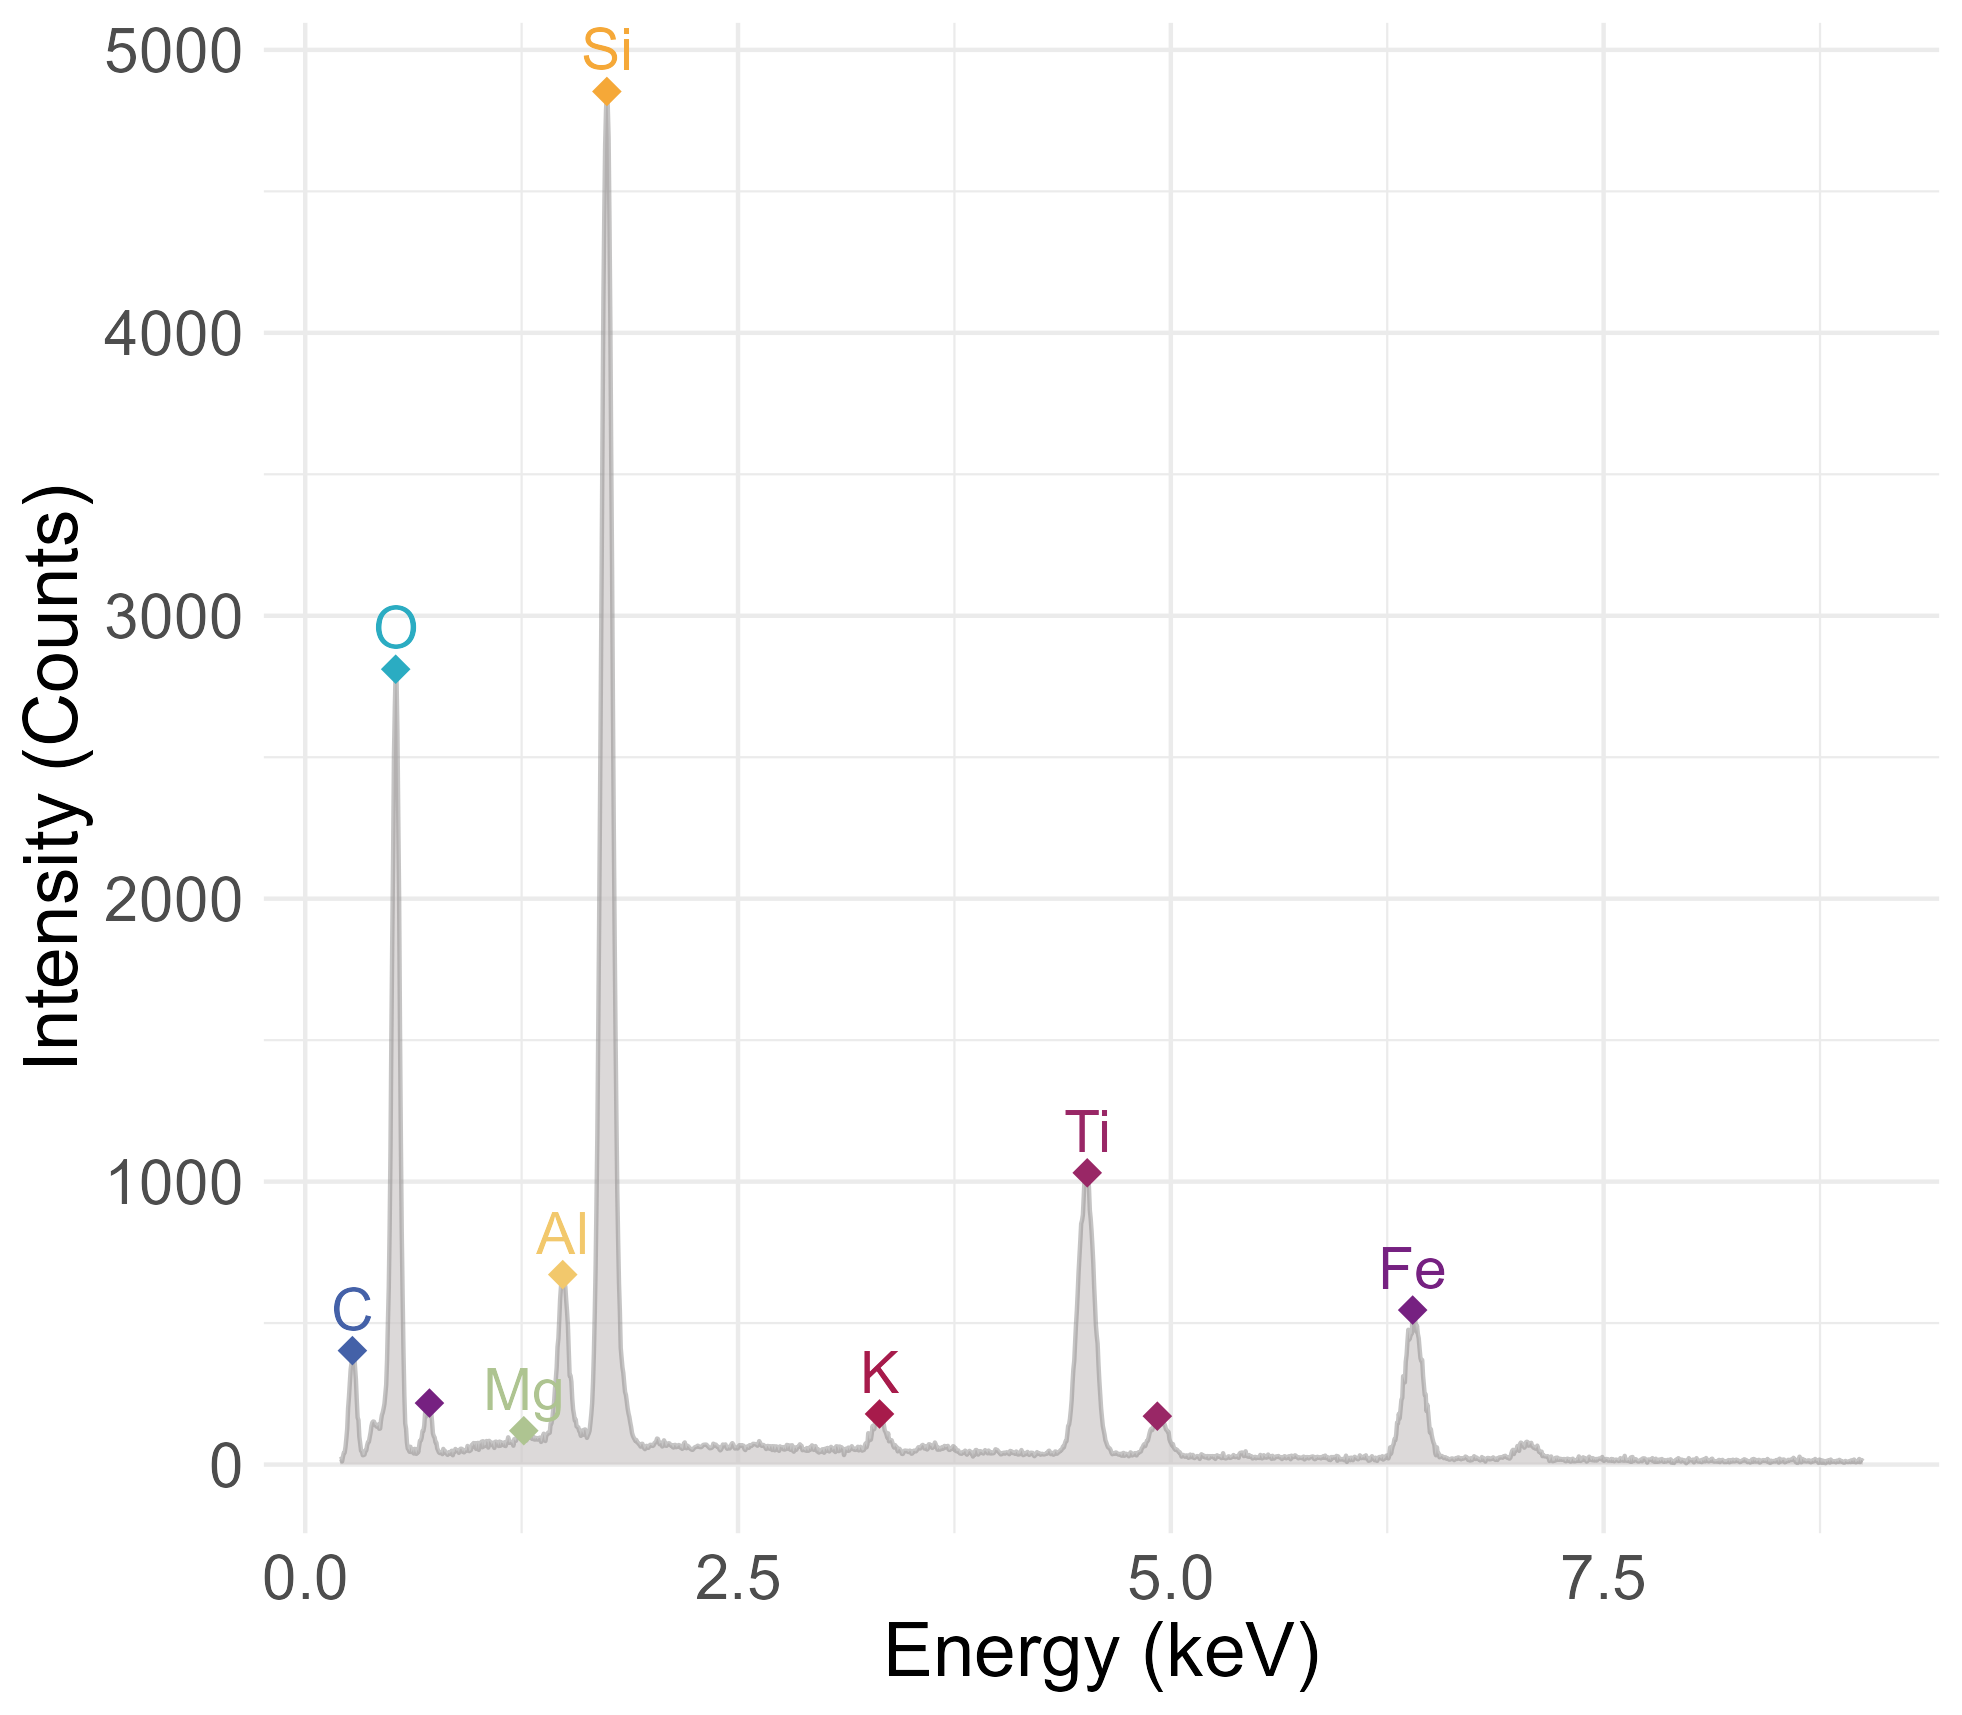 5000
4000
3000
2000
1000
0
Intensity (Counts)
Si
O
Ti
Al
Fe
C
K
Mg
0.0 2.5 5.0 7.5
Energy (keV)